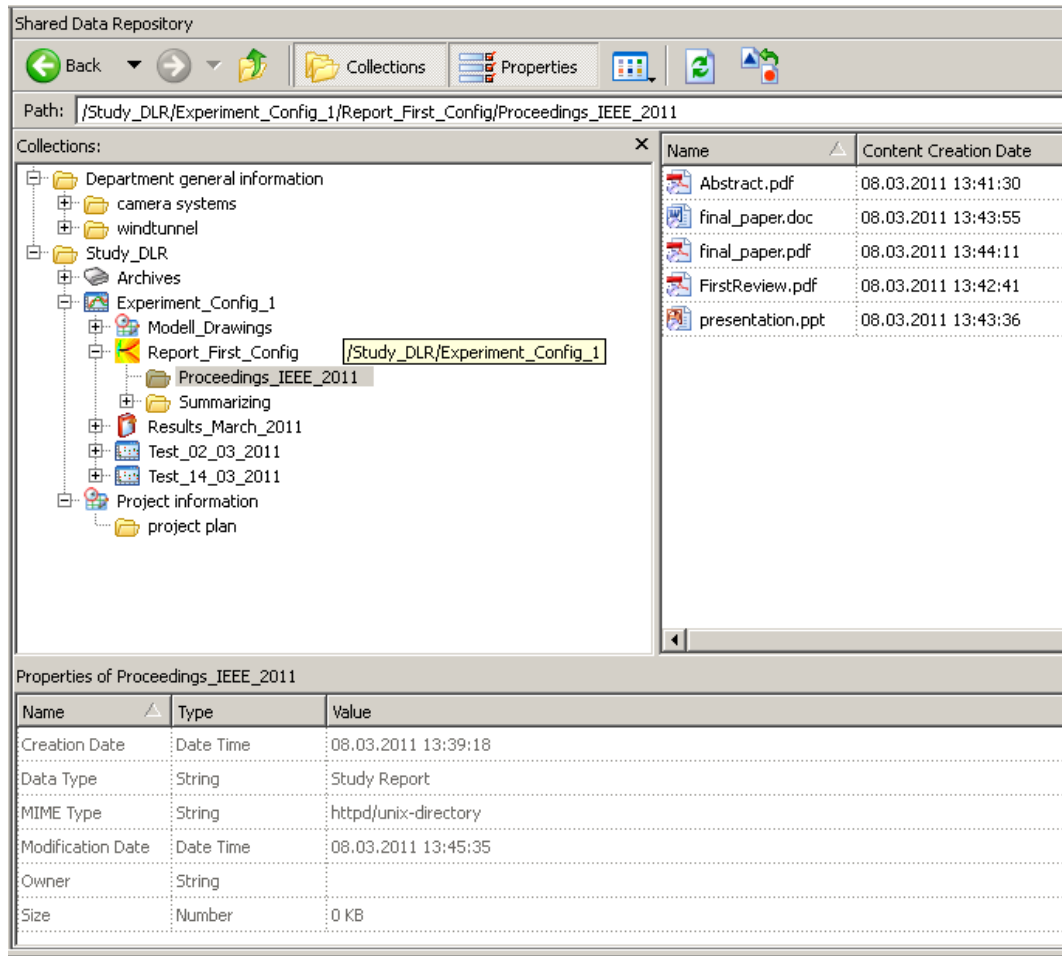 Shared Data Repository
Back Collections Properties
Path: /Study_DLR/Experiment_Config_1/Report_First_Config/Proceedings_IEEE_2011
Collections:
Department general information
camera systems
windtunnel
Study_DLR
Archives
Experiment_Config_1
Modell_Drawings
Report_First_Config /Study_DLR/Experiment_Config_1
Proceedings_IEEE_2011
Summarizing
Results_March_2011
Test_02_03_2011
Test_14_03_2011
Project information
project plan
Name Content Creation Date
Abstract.pdf 08.03.2011 13:41:30
final_paper.doc 08.03.2011 13:43:55
final_paper.pdf 08.03.2011 13:44:11
FirstReview.pdf 08.03.2011 13:42:41
presentation.ppt 08.03.2011 13:43:36
Properties of Proceedings_IEEE_2011
Name Type Value
Creation Date Date Time 08.03.2011 13:39:18
Data Type String Study Report
MIME Type String httpd/unix-directory
Modification Date Date Time 08.03.2011 13:45:35
Owner String
Size Number 0 KB